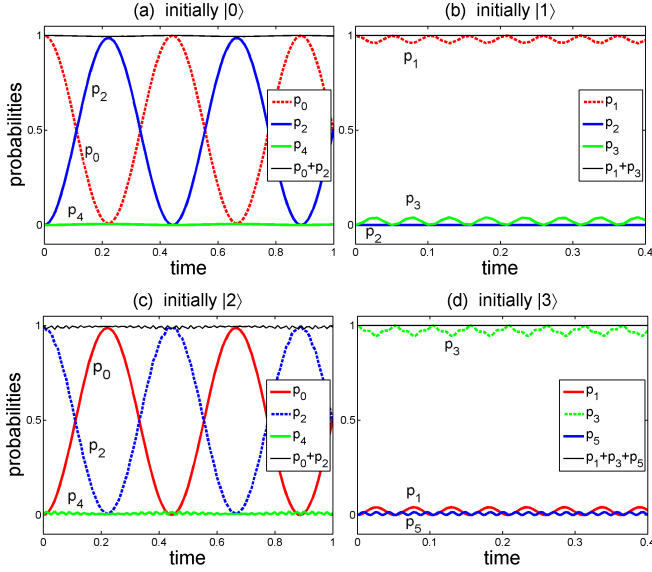 (a) initially |0⟩
1
0.5
0
probabilities
p₂
p₀
p₄
p₀
p₂
p₄
p₀+p₂
0 0.2 0.4 0.6 0.8 1
time
(b) initially |1⟩
1
0.5
0
p₁
p₃
p₂
p₁
p₂
p₃
p₁+p₃
0 0.1 0.2 0.3 0.4
time
(c) initially |2⟩
1
0.5
0
probabilities
p₀
p₂
p₄
p₀
p₂
p₄
p₀+p₂
0 0.2 0.4 0.6 0.8 1
time
(d) initially |3⟩
1
0.5
0
p₃
p₁
p₅
p₁
p₃
p₅
p₁+p₃+p₅
0 0.1 0.2 0.3 0.4
time